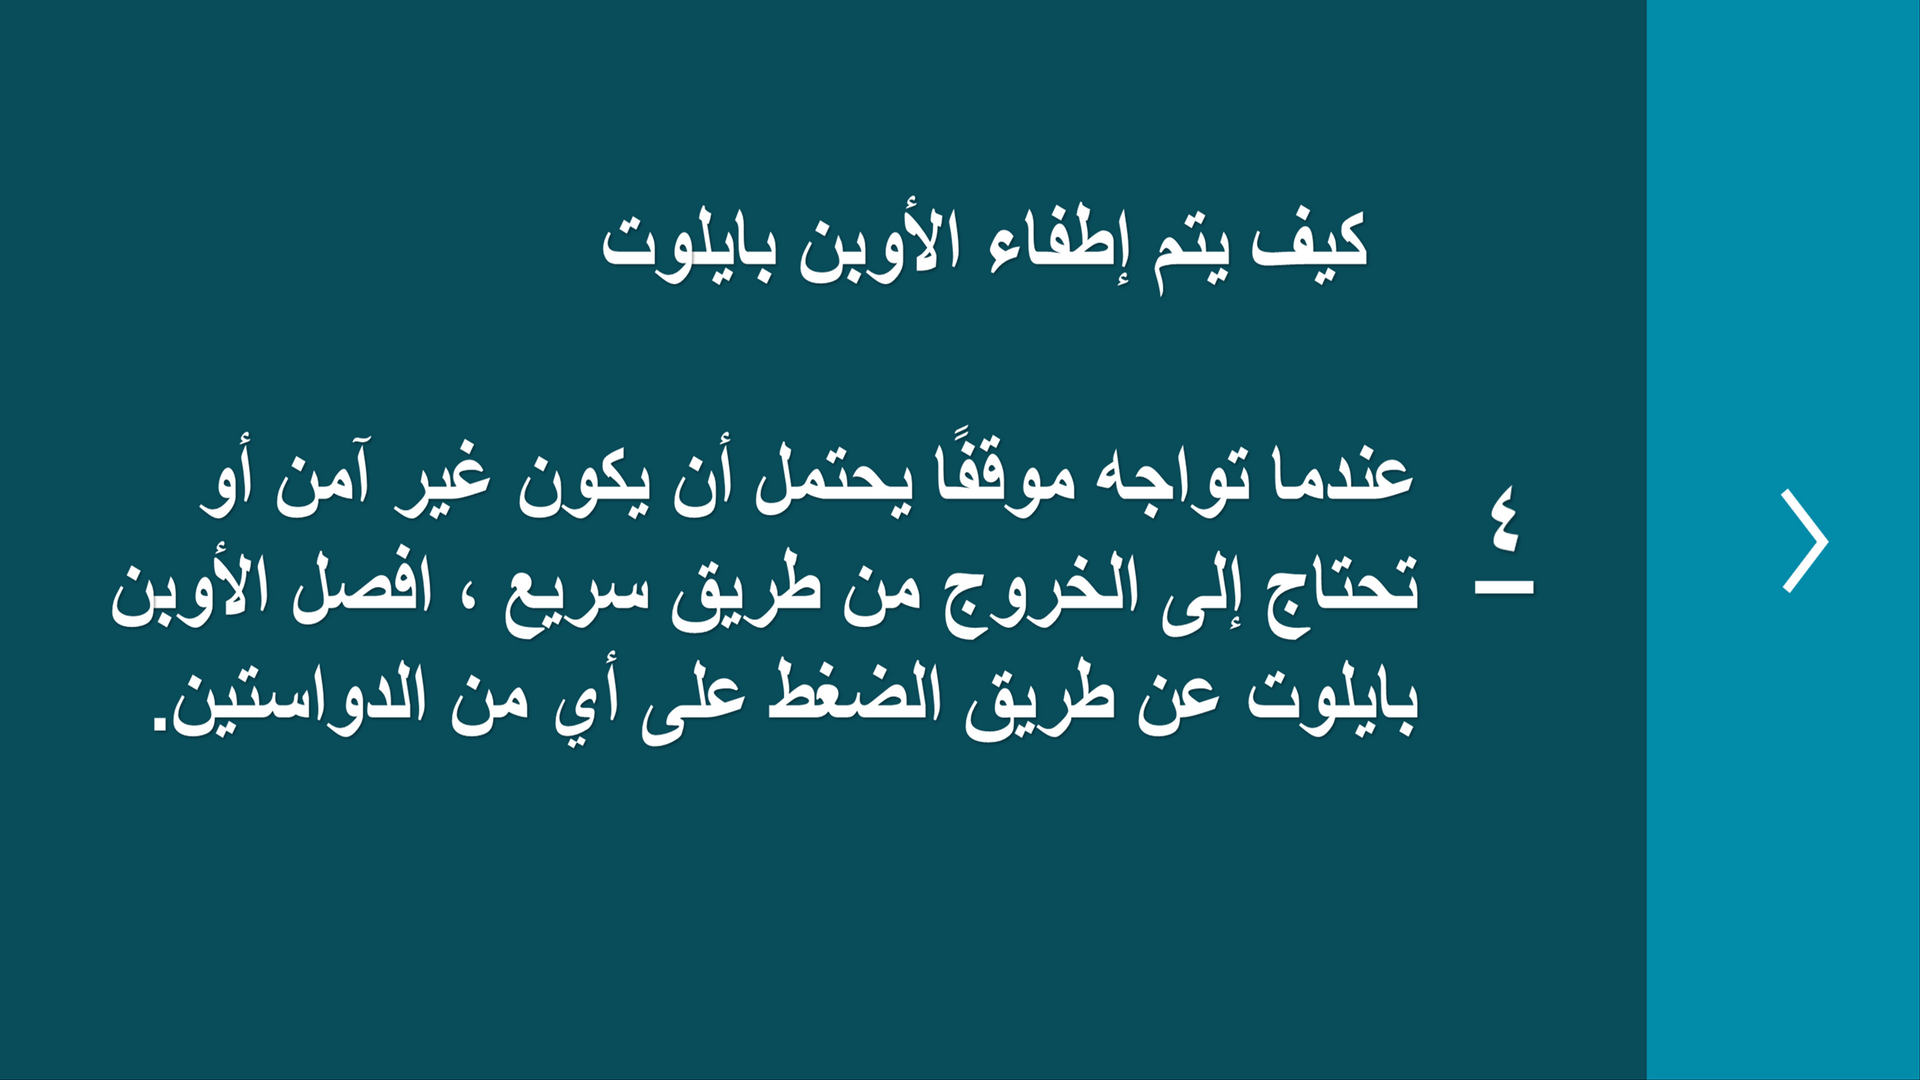 كيف يتم إطفاء الأوبن بايلوت
٤
عندما تواجه موقفًا يحتمل أن يكون غير آمن أو
تحتاج إلى الخروج من طريق سريع ، افصل الأوبن
بايلوت عن طريق الضغط على أي من الدواستين.